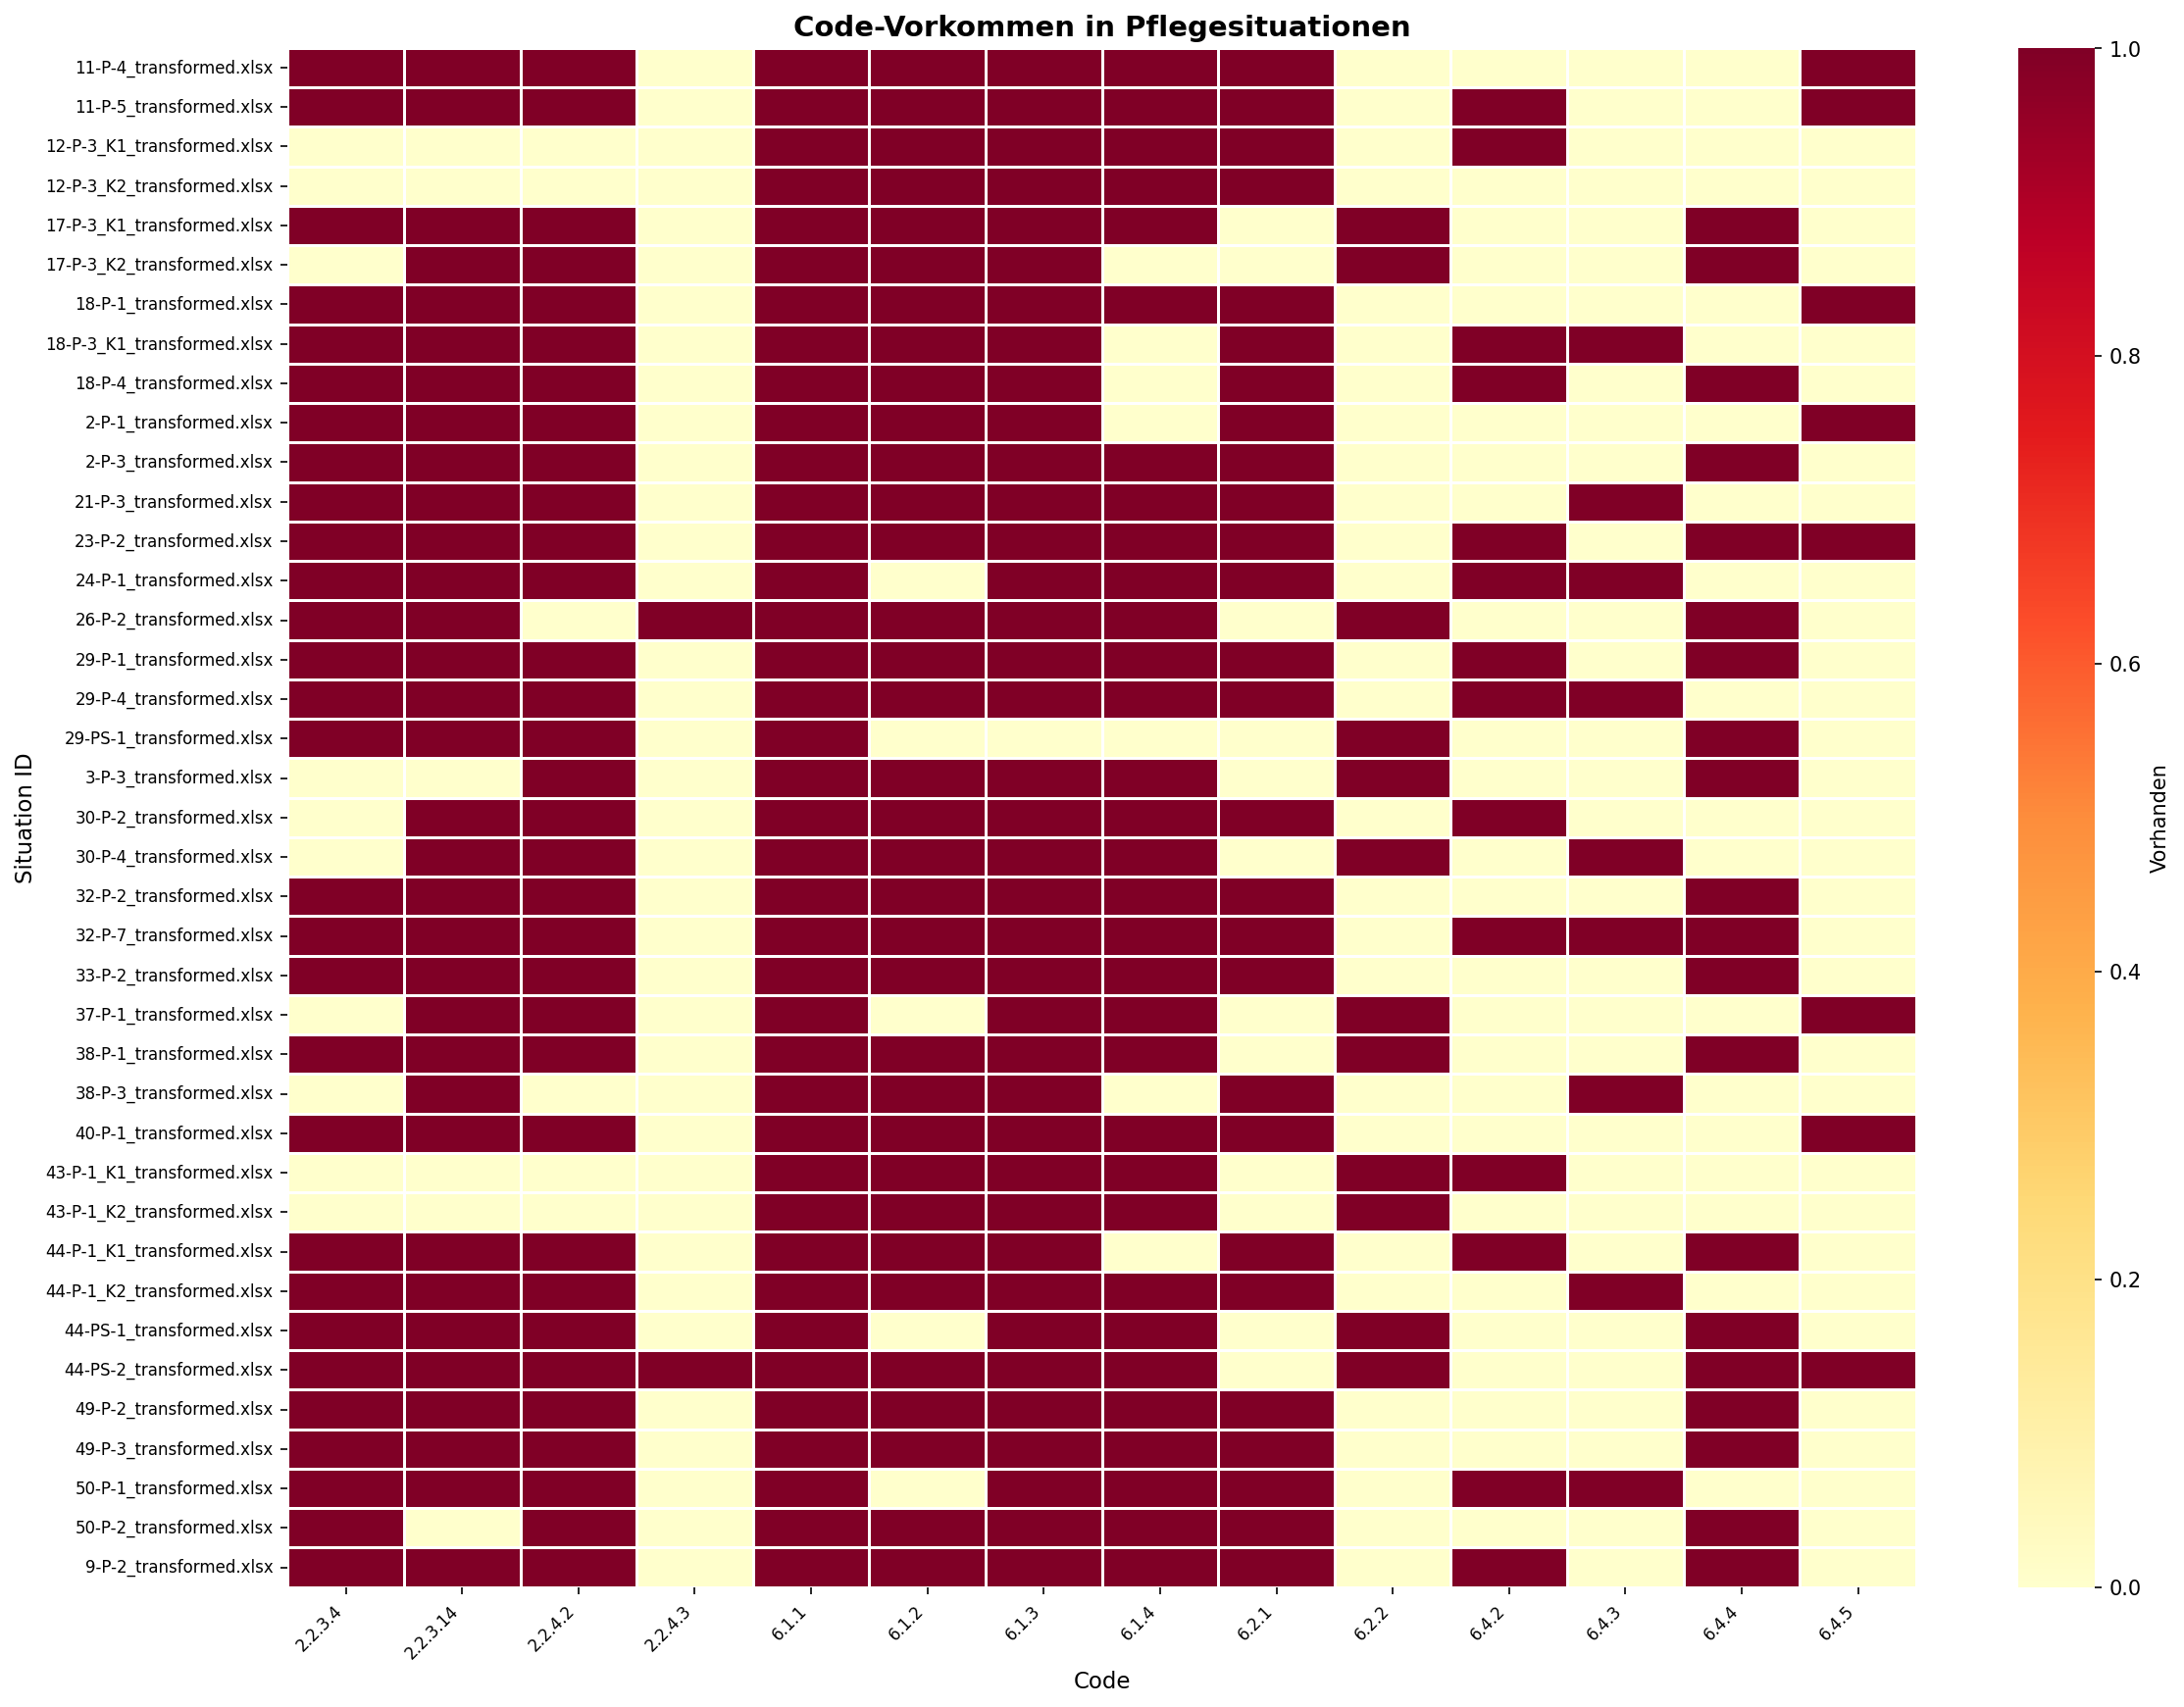 Code-Vorkommen in Pflegesituationen
11-P-4_transformed.xlsx
11-P-5_transformed.xlsx
12-P-3_K1_transformed.xlsx
12-P-3_K2_transformed.xlsx
17-P-3_K1_transformed.xlsx
17-P-3_K2_transformed.xlsx
18-P-1_transformed.xlsx
18-P-3_K1_transformed.xlsx
18-P-4_transformed.xlsx
2-P-1_transformed.xlsx
2-P-3_transformed.xlsx
21-P-3_transformed.xlsx
23-P-2_transformed.xlsx
24-P-1_transformed.xlsx
26-P-2_transformed.xlsx
29-P-1_transformed.xlsx
29-P-4_transformed.xlsx
29-PS-1_transformed.xlsx
3-P-3_transformed.xlsx
30-P-2_transformed.xlsx
30-P-4_transformed.xlsx
32-P-2_transformed.xlsx
32-P-7_transformed.xlsx
33-P-2_transformed.xlsx
37-P-1_transformed.xlsx
38-P-1_transformed.xlsx
38-P-3_transformed.xlsx
40-P-1_transformed.xlsx
43-P-1_K1_transformed.xlsx
43-P-1_K2_transformed.xlsx
44-P-1_K1_transformed.xlsx
44-P-1_K2_transformed.xlsx
44-PS-1_transformed.xlsx
44-PS-2_transformed.xlsx
49-P-2_transformed.xlsx
49-P-3_transformed.xlsx
50-P-1_transformed.xlsx
50-P-2_transformed.xlsx
9-P-2_transformed.xlsx
Situation ID
2.2.3.4
2.2.3.14
2.2.4.2
2.2.4.3
6.1.1
6.1.2
6.1.3
6.1.4
6.2.1
6.2.2
6.4.2
6.4.3
6.4.4
6.4.5
Code
1.0
0.8
0.6
0.4
0.2
0.0
Vorhanden